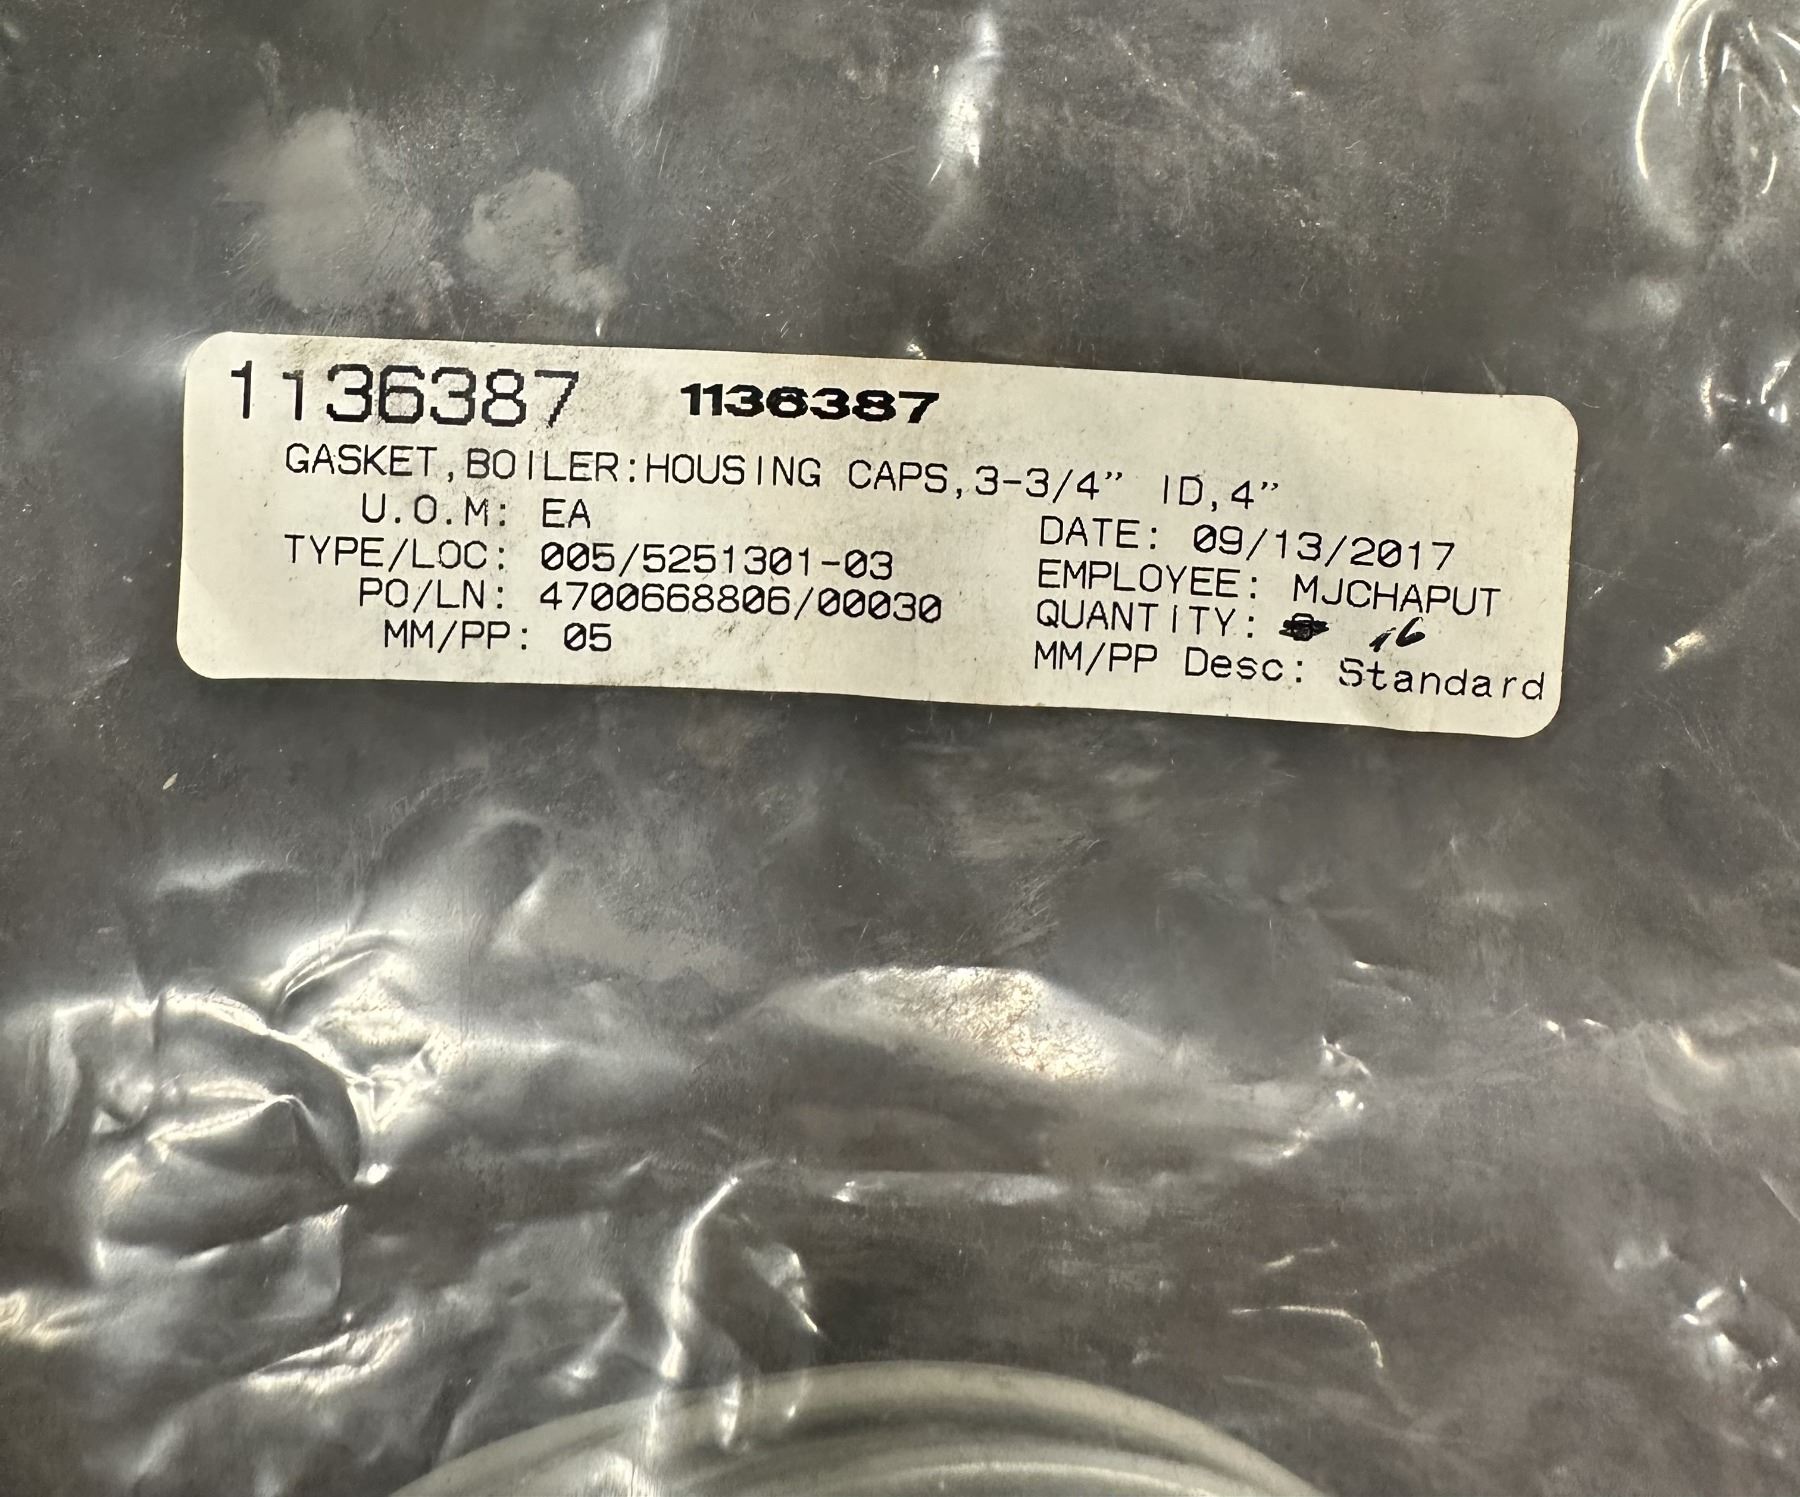 1136387 1136387
GASKET,BOILER:HOUSING CAPS,3-3/4" ID,4"
U.O.M: EA
DATE: 09/13/2017
TYPE/LOC: 005/5251301-03
EMPLOYEE: MJCHAPUT
PO/LN: 4700668806/00030
QUANTITY: 16
MM/PP: 05
MM/PP Desc: Standard